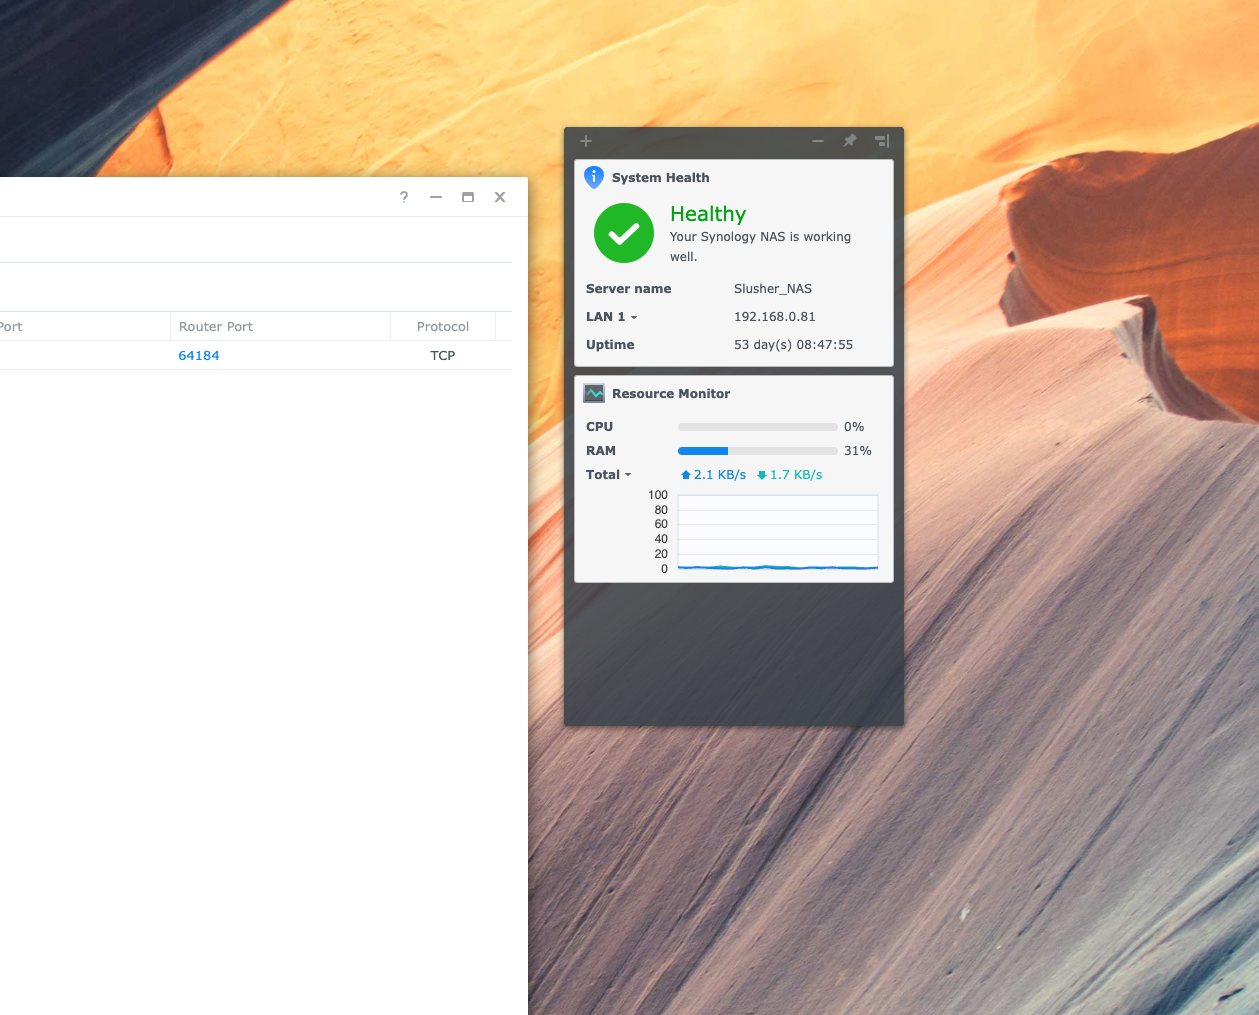 ?
Port
Router Port
Protocol
64184
TCP
System Health
Healthy
Your Synology NAS is working
well.
Server name Slusher_NAS
LAN 1 192.168.0.81
Uptime 53 day(s) 08:47:55
Resource Monitor
CPU 0%
RAM 31%
Total 2.1 KB/s 1.7 KB/s
100
80
60
40
20
0